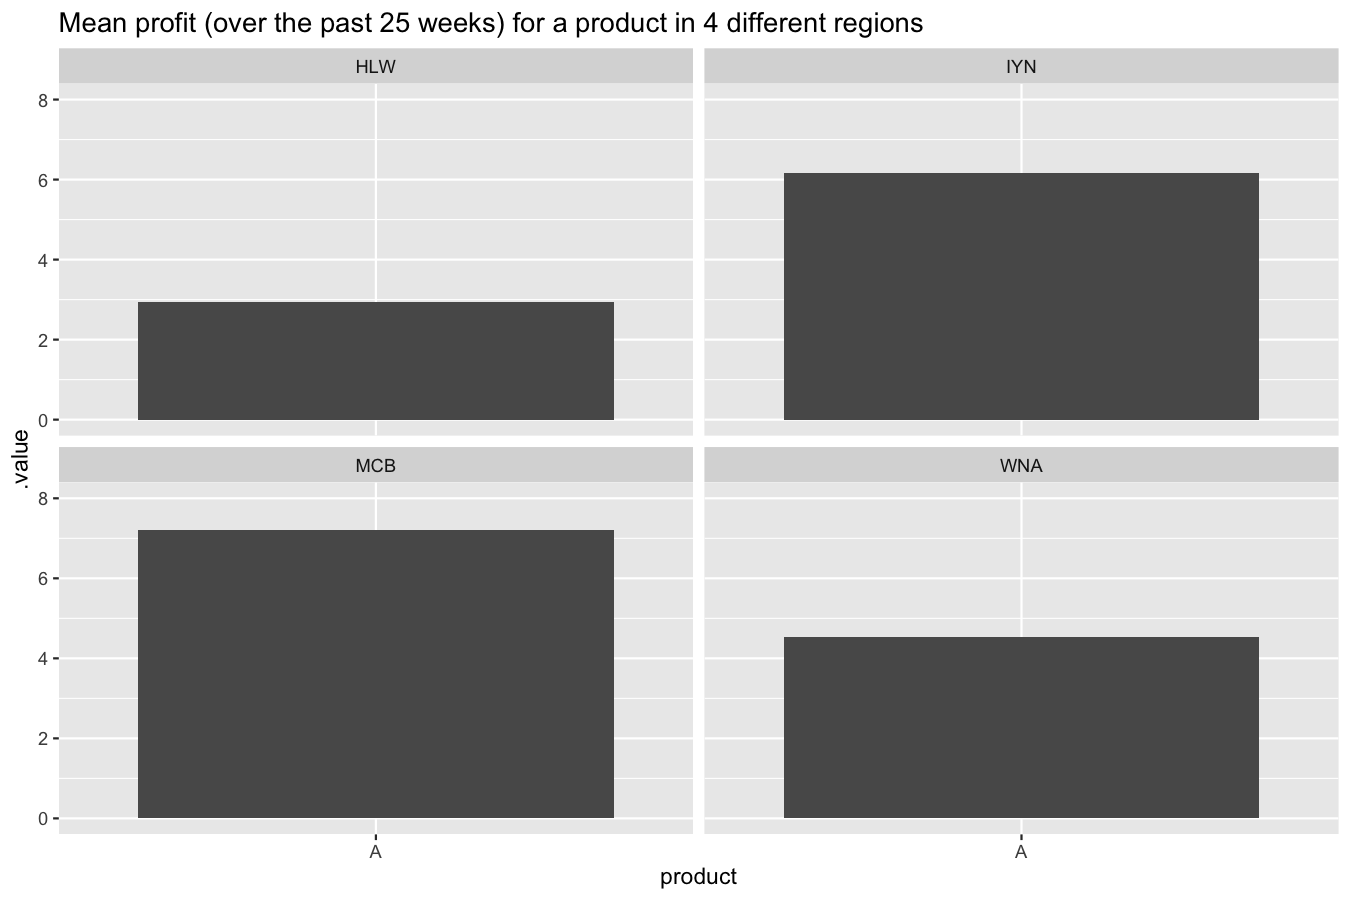 Mean profit (over the past 25 weeks) for a product in 4 different regions
HLW
IYN
8
6
4
2
0
.value
MCB
WNA
8
6
4
2
0
A
A
product